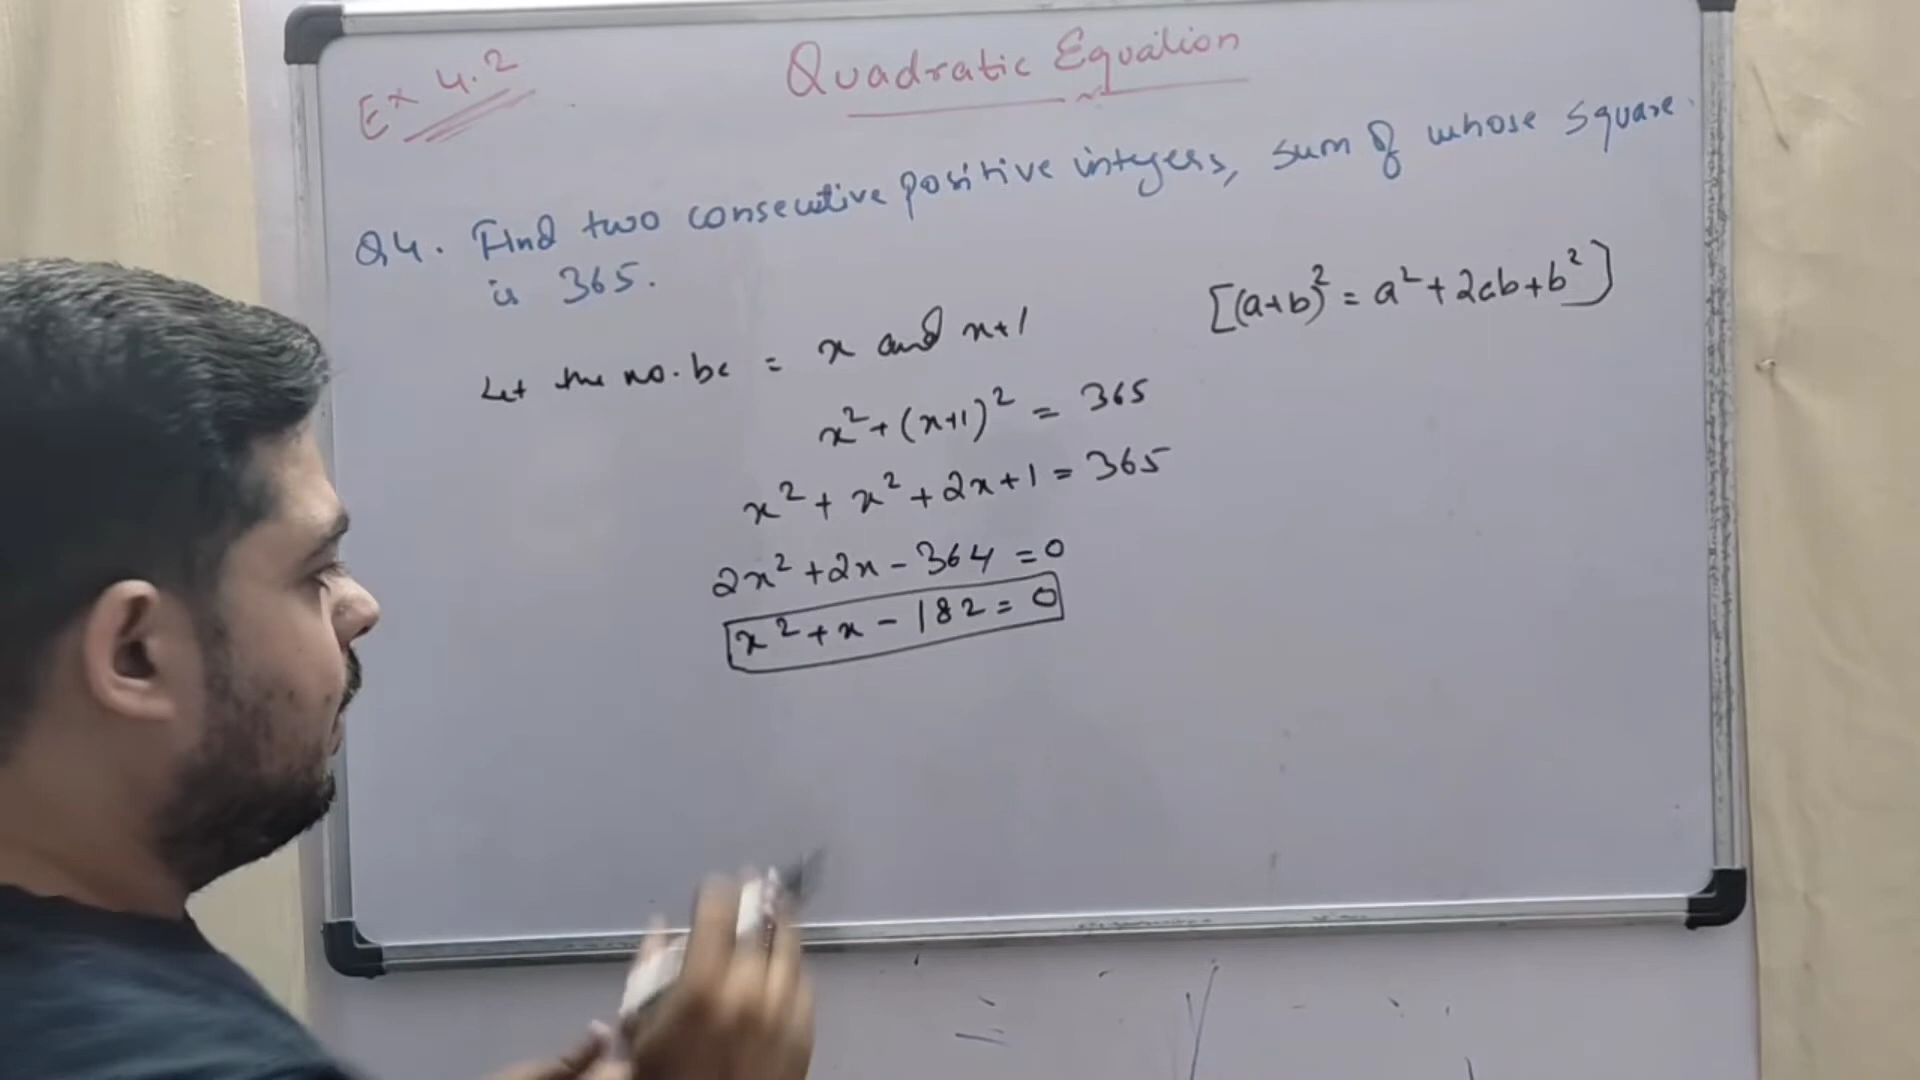 Ex 4.2
Quadratic Equation
Q4. Find two consecutive positive integers, sum of whose square
is 365.
[(a+b)² = a² + 2ab + b²]
Let the no. be = x and x+1
x² + (x+1)² = 365
x² + x² + 2x + 1 = 365
2x² + 2x - 364 = 0
x² + x - 182 = 0